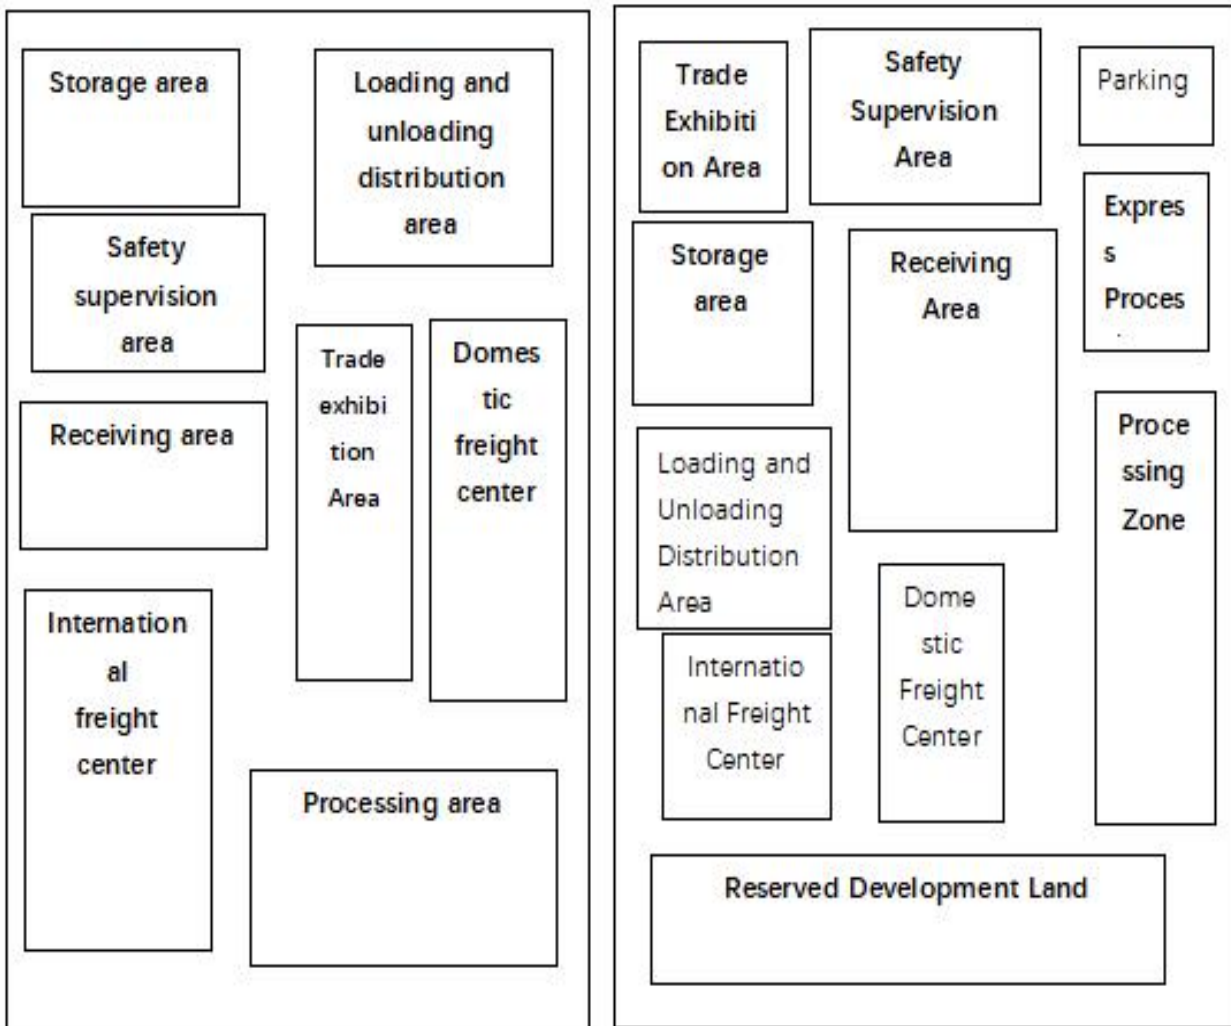 Storage area
Loading and
unloading
distribution
area
Safety
supervision
area
Trade
exhibi
tion
Area
Domes
tic
freight
center
Receiving area
Internation
al
freight
center
Processing area
Trade
Exhibiti
on Area
Safety
Supervision
Area
Parking
Expres
s
Proces
Storage
area
Receiving
Area
Proce
ssing
Zone
Loading and
Unloading
Distribution
Area
Internatio
nal Freight
Center
Dome
stic
Freight
Center
Reserved Development Land